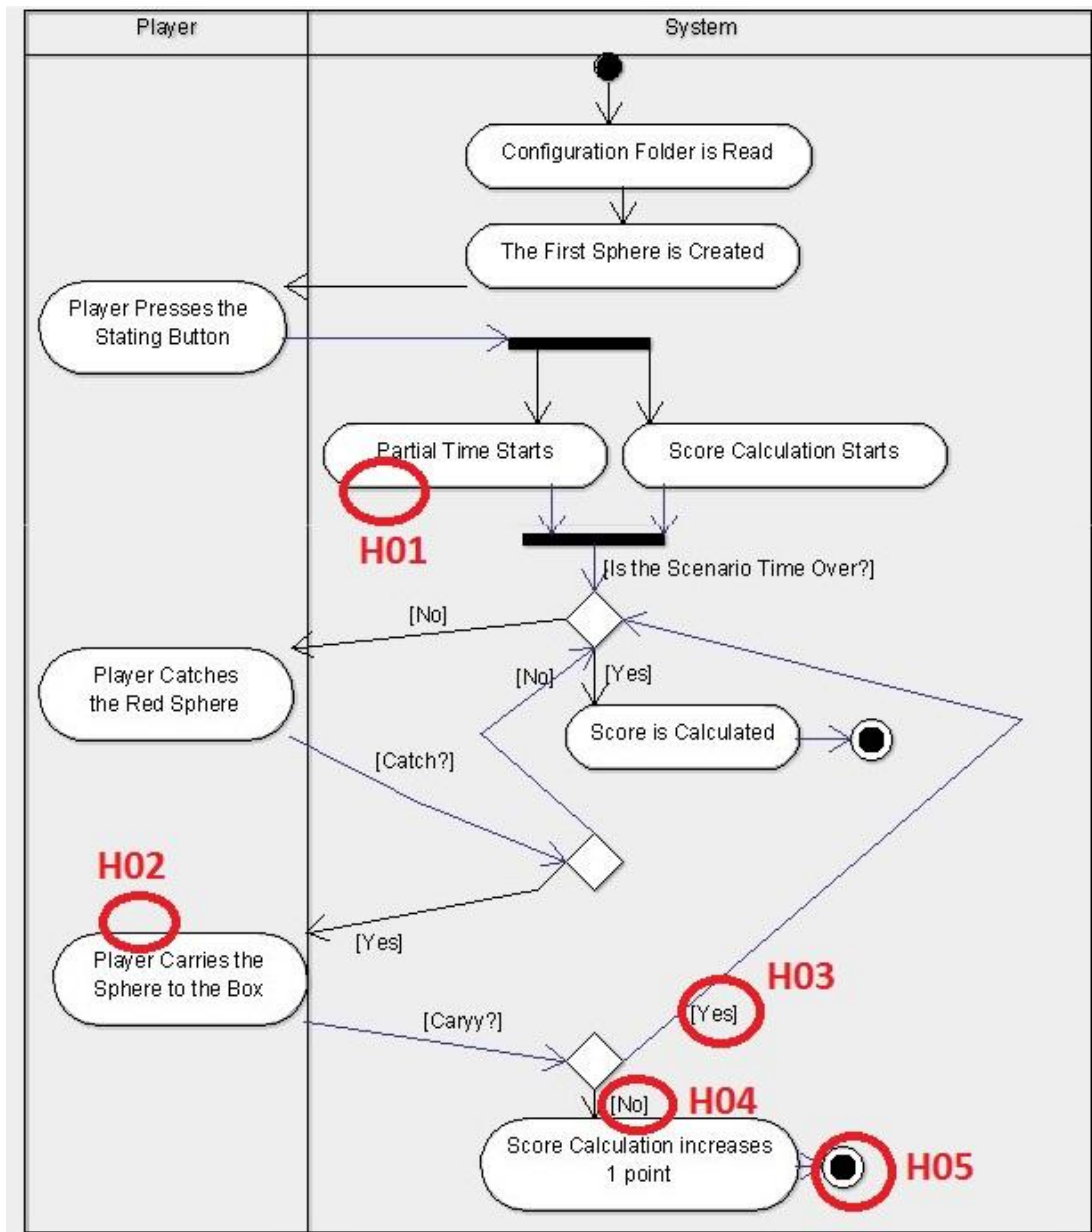 Player
System
Configuration Folder is Read
The First Sphere is Created
Player Presses the
Stating Button
Partial Time Starts
Score Calculation Starts
H01
[Is the Scenario Time Over?]
[No]
Player Catches
the Red Sphere
[No]
[Yes]
Score is Calculated
[Catch?]
H02
[Yes]
Player Carries the
Sphere to the Box
H03
[Yes]
[Caryy?]
[No]
H04
Score Calculation increases
1 point
H05